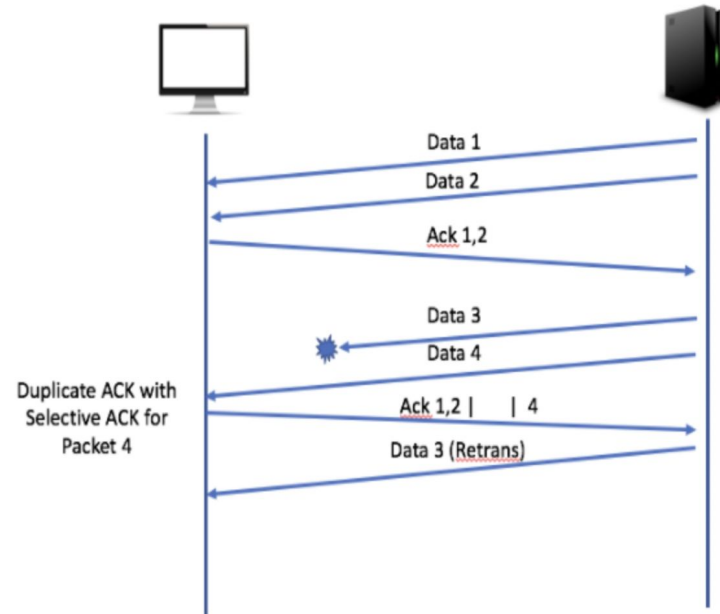 Data 1
Data 2
Ack 1,2
Data 3
Data 4
Duplicate ACK with
Selective ACK for
Packet 4
Ack 1,2 | | 4
Data 3 (Retrans)